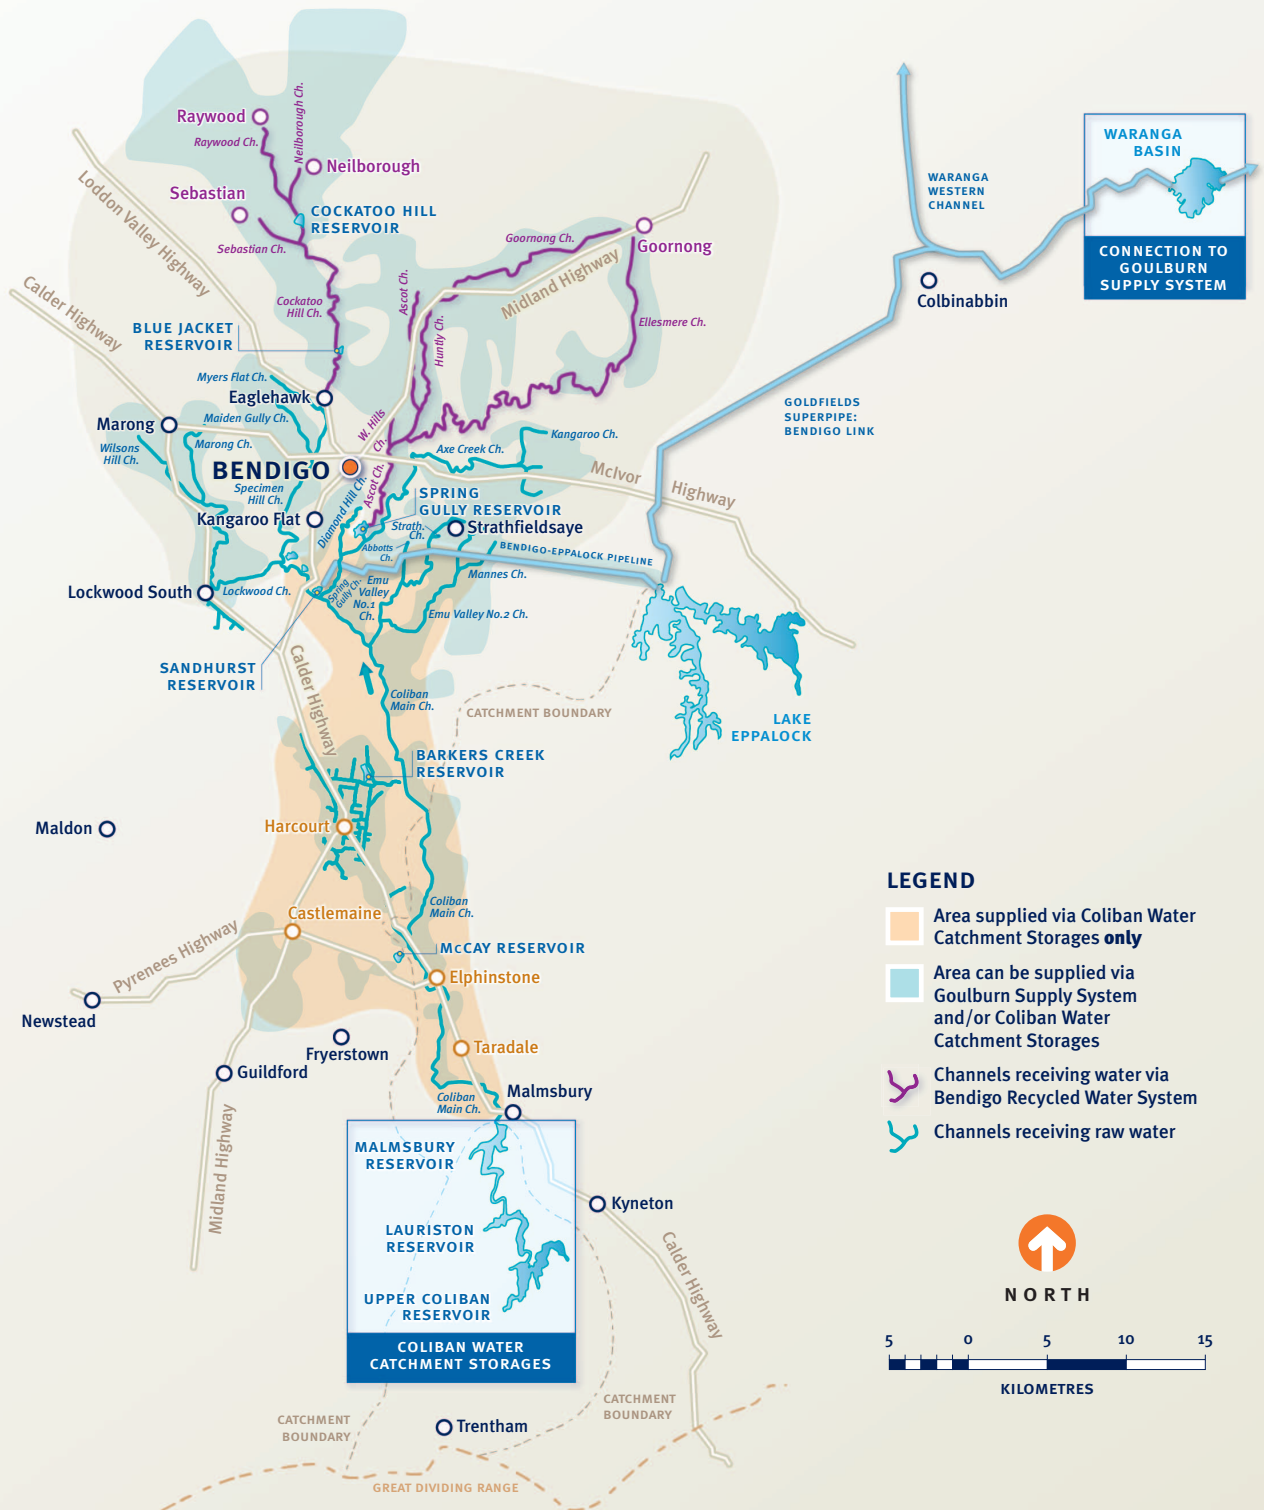 Raywood
Raywood Ch.
Neilborough Ch.
Neilborough
Sebastian
Sebastian Ch.
COCKATOO HILL
RESERVOIR
Cockatoo
Hill Ch.
Loddon Valley Highway
Calder Highway
BLUE JACKET
RESERVOIR
Goornong Ch.
Goornong
Midland Highway
Ascot Ch.
Huntly Ch.
Ellesmere Ch.
WARANGA
WESTERN
CHANNEL
WARANGA
BASIN
CONNECTION TO
GOULBURN
SUPPLY SYSTEM
Colbinabbin
GOLDFIELDS
SUPERPIPE:
BENDIGO LINK
Myers Flat Ch.
Eaglehawk
Marong
Maiden Gully Ch.
Marong Ch.
Wilsons
Hill Ch.
W. Hills
Ch.
BENDIGO
Specimen
Hill Ch.
Kangaroo Flat
Diamond Hill Ch.
Ascot Ch.
Axe Creek Ch.
Kangaroo Ch.
McIvor
Highway
SPRING
GULLY RESERVOIR
Strath.
Ch.
Strathfieldsaye
Abbotts
Ch.
BENDIGO-EPPALOCK PIPELINE
Mannes Ch.
Spring
Gully Ch.
Emu
Valley
No.1
Ch.
Emu Valley No.2 Ch.
Lockwood South
Lockwood Ch.
SANDHURST
RESERVOIR
Calder Highway
Coliban
Main Ch.
CATCHMENT BOUNDARY
LAKE
EPPALOCK
BARKERS CREEK
RESERVOIR
Maldon
Harcourt
Castlemaine
Coliban
Main Ch.
McCAY RESERVOIR
Pyrenees Highway
Elphinstone
Newstead
Fryerstown
Taradale
Guildford
Malmsbury
Coliban
Main Ch.
Midland Highway
MALMSBURY
RESERVOIR
LAURISTON
RESERVOIR
UPPER COLIBAN
RESERVOIR
COLIBAN WATER
CATCHMENT STORAGES
Kyneton
Calder Highway
CATCHMENT
BOUNDARY
CATCHMENT
BOUNDARY
Trentham
GREAT DIVIDING RANGE
LEGEND
Area supplied via Coliban Water
Catchment Storages only
Area can be supplied via
Goulburn Supply System
and/or Coliban Water
Catchment Storages
Channels receiving water via
Bendigo Recycled Water System
Channels receiving raw water
NORTH
5 0 5 10 15
KILOMETRES